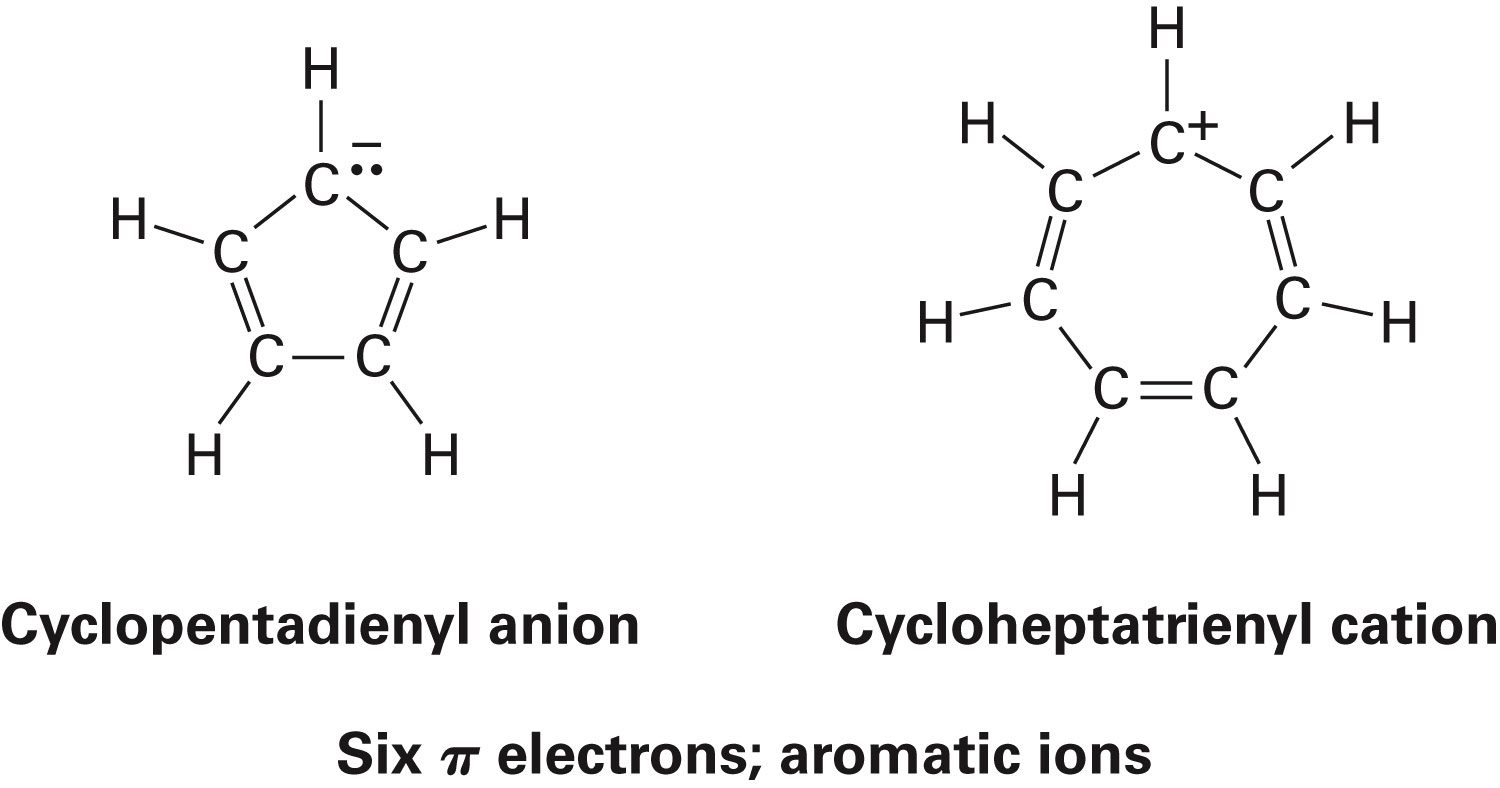 H H
H C − •• H H C + H
H C C H C C
C C H C C H
H H C C
H H
Cyclopentadienyl anion Cycloheptatrienyl cation
Six π electrons; aromatic ions